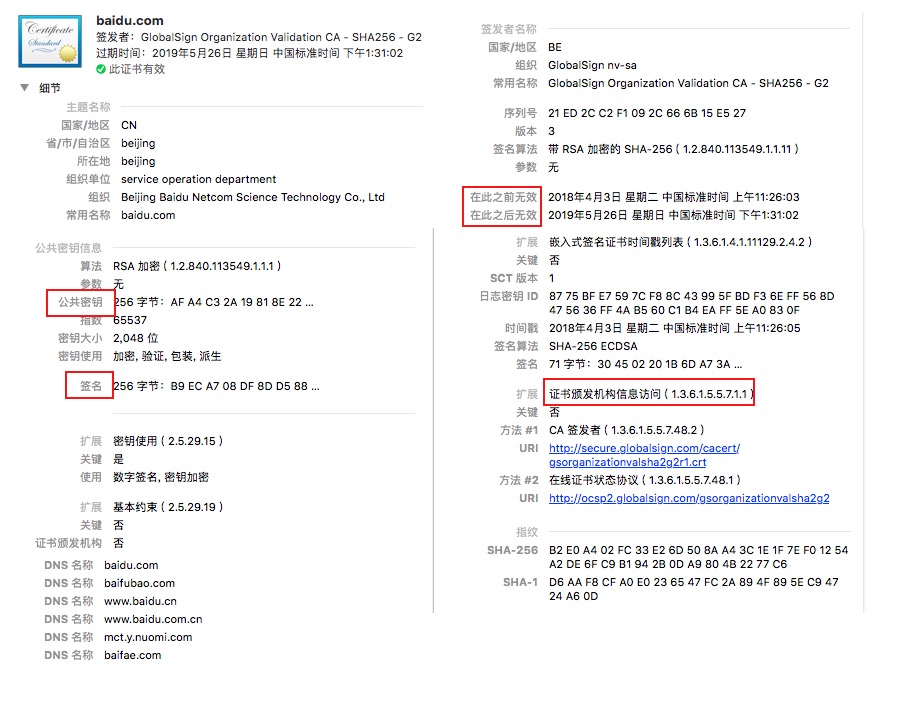 Certificate
Standard
baidu.com
签发者：GlobalSign Organization Validation CA - SHA256 - G2
过期时间：2019年5月26日 星期日 中国标准时间 下午1:31:02
此证书有效
细节
主题名称
国家/地区 CN
省/市/自治区 beijing
所在地 beijing
组织单位 service operation department
组织 Beijing Baidu Netcom Science Technology Co., Ltd
常用名称 baidu.com
公共密钥信息
算法 RSA 加密 ( 1.2.840.113549.1.1.1 )
参数 无
公共密钥 256 字节：AF A4 C3 2A 19 81 8E 22 ...
指数 65537
密钥大小 2,048 位
密钥使用 加密, 验证, 包装, 派生
签名 256 字节：B9 EC A7 08 DF 8D D5 88 ...
扩展 密钥使用 ( 2.5.29.15 )
关键 是
使用 数字签名, 密钥加密
扩展 基本约束 ( 2.5.29.19 )
关键 否
证书颁发机构 否
DNS 名称 baidu.com
DNS 名称 baifubao.com
DNS 名称 www.baidu.cn
DNS 名称 www.baidu.com.cn
DNS 名称 mct.y.nuomi.com
DNS 名称 baifae.com
签发者名称
国家/地区 BE
组织 GlobalSign nv-sa
常用名称 GlobalSign Organization Validation CA - SHA256 - G2
序列号 21 ED 2C C2 F1 09 2C 66 6B 15 E5 27
版本 3
签名算法 带 RSA 加密的 SHA-256 ( 1.2.840.113549.1.1.11 )
参数 无
在此之前无效 2018年4月3日 星期二 中国标准时间 上午11:26:03
在此之后无效 2019年5月26日 星期日 中国标准时间 下午1:31:02
扩展 嵌入式签名证书时间戳列表 ( 1.3.6.1.4.1.11129.2.4.2 )
关键 否
SCT 版本 1
日志密钥 ID 87 75 BF E7 59 7C F8 8C 43 99 5F BD F3 6E FF 56 8D
47 56 36 FF 4A B5 60 C1 B4 EA FF 5E A0 83 0F
时间戳 2018年4月3日 星期二 中国标准时间 上午11:26:05
签名算法 SHA-256 ECDSA
签名 71 字节：30 45 02 20 1B 6D A7 3A ...
扩展 证书颁发机构信息访问 ( 1.3.6.1.5.5.7.1.1 )
关键 否
方法 #1 CA 签发者 ( 1.3.6.1.5.5.7.48.2 )
URI http://secure.globalsign.com/cacert/
gsorganizationvalsha2g2r1.crt
方法 #2 在线证书状态协议 ( 1.3.6.1.5.5.7.48.1 )
URI http://ocsp2.globalsign.com/gsorganizationvalsha2g2
指纹
SHA-256 B2 E0 A4 02 FC 33 E2 6D 50 8A A4 3C 1E 1F 7E F0 12 54
A2 DE 6F C9 B1 94 2B 0D A9 80 4B 22 77 C6
SHA-1 D6 AA F8 CF A0 E0 23 65 47 FC 2A 89 4F 89 5E C9 47
24 A6 0D